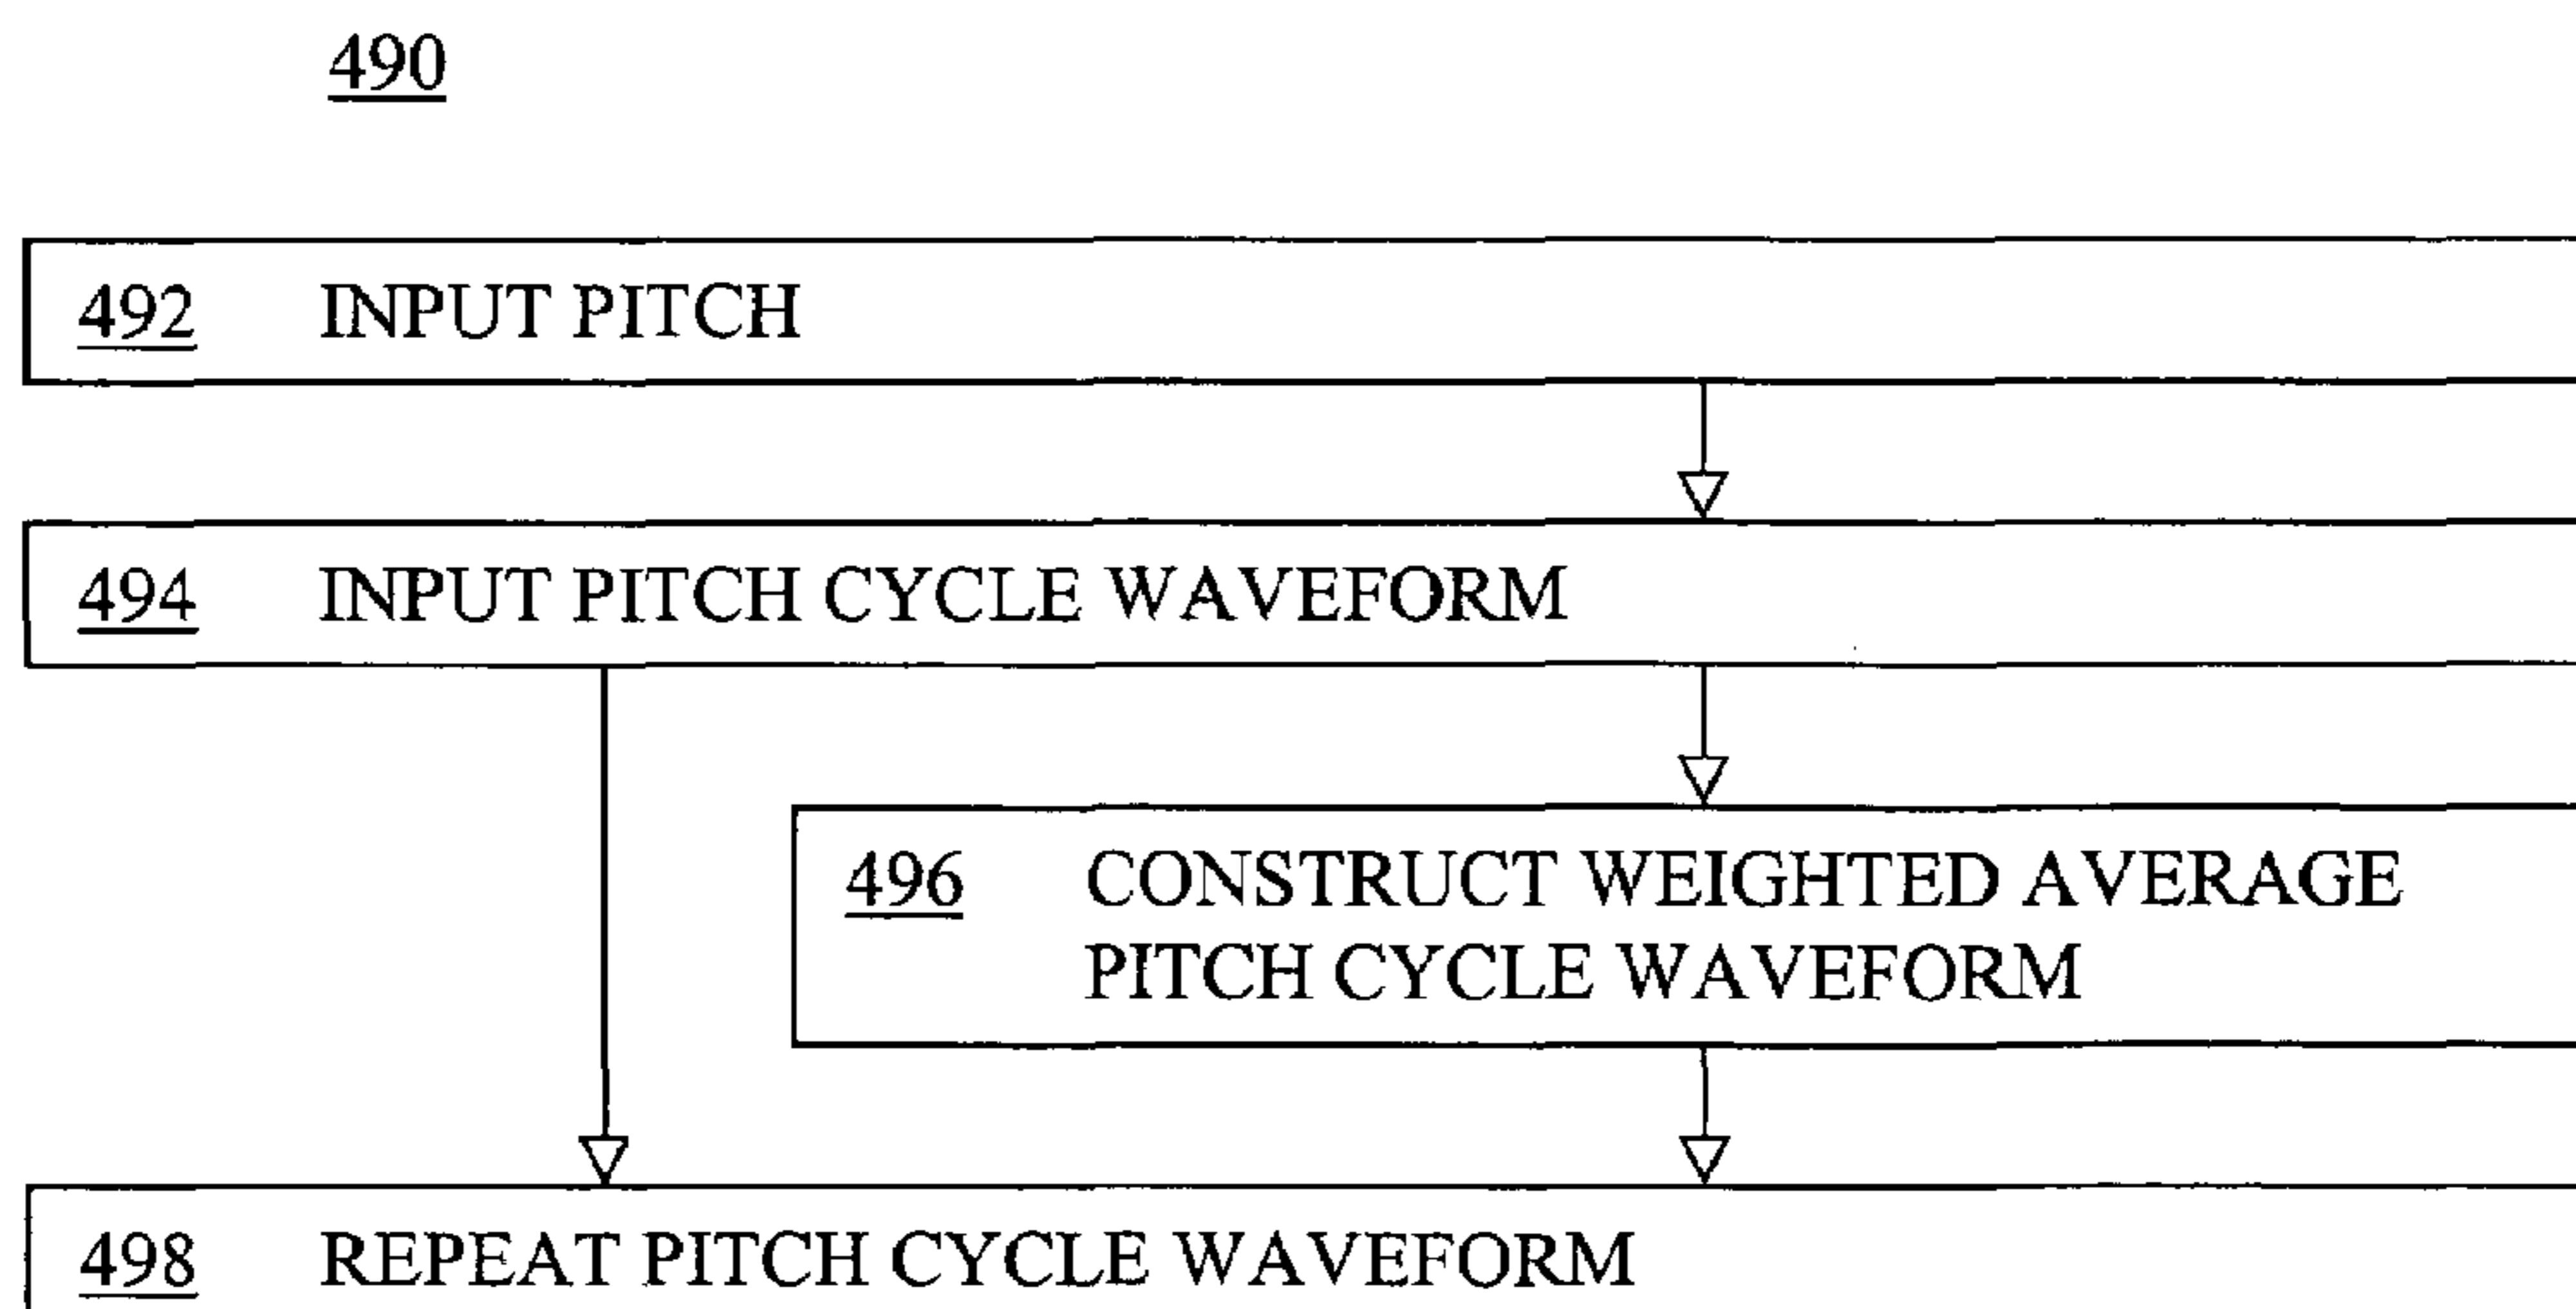 490
492 INPUT PITCH
494 INPUT PITCH CYCLE WAVEFORM
496 CONSTRUCT WEIGHTED AVERAGE
PITCH CYCLE WAVEFORM
498 REPEAT PITCH CYCLE WAVEFORM